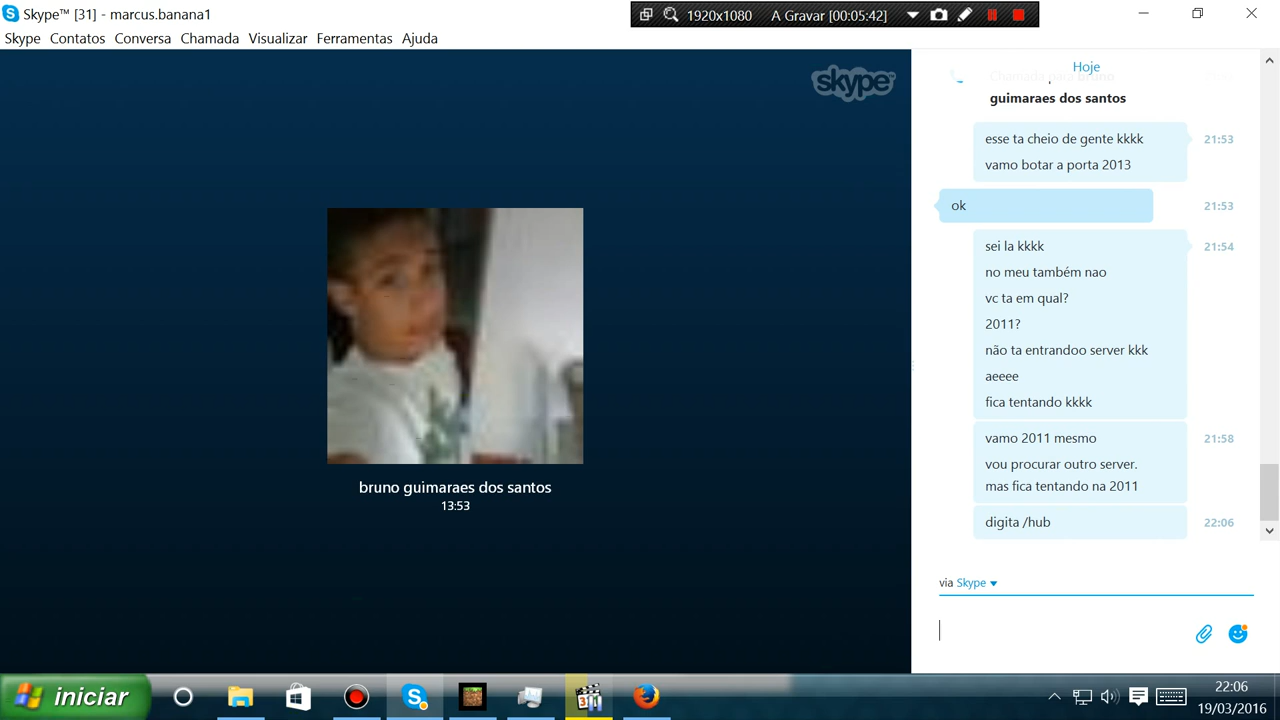 Skype™ [31] - marcus.banana1
1920x1080 A Gravar [00:05:42]
Skype Contatos Conversa Chamada Visualizar Ferramentas Ajuda
skype
bruno guimaraes dos santos
13:53
Hoje
Chamada para bruno
guimaraes dos santos
esse ta cheio de gente kkkk 21:53
vamo botar a porta 2013
ok 21:53
sei la kkkk 21:54
no meu também nao
vc ta em qual?
2011?
não ta entrandoo server kkk
aeeee
fica tentando kkkk
vamo 2011 mesmo 21:58
vou procurar outro server.
mas fica tentando na 2011
digita /hub 22:06
via Skype
iniciar
22:06
19/03/2016